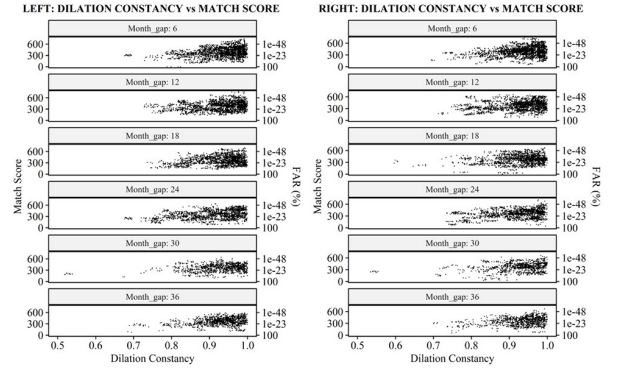 LEFT: DILATION CONSTANCY vs MATCH SCORE
Month_gap: 6
600
300
0
1e-48
1e-23
100
Month_gap: 12
600
300
0
1e-48
1e-23
100
Month_gap: 18
600
300
0
1e-48
1e-23
100
Month_gap: 24
600
300
0
1e-48
1e-23
100
Month_gap: 30
600
300
0
1e-48
1e-23
100
Month_gap: 36
600
300
0
1e-48
1e-23
100
Match Score
FAR (%)
0.5 0.6 0.7 0.8 0.9 1.0
Dilation Constancy
RIGHT: DILATION CONSTANCY vs MATCH SCORE
Month_gap: 6
600
300
0
1e-48
1e-23
100
Month_gap: 12
600
300
0
1e-48
1e-23
100
Month_gap: 18
600
300
0
1e-48
1e-23
100
Month_gap: 24
600
300
0
1e-48
1e-23
100
Month_gap: 30
600
300
0
1e-48
1e-23
100
Month_gap: 36
600
300
0
1e-48
1e-23
100
Match Score
FAR (%)
0.5 0.6 0.7 0.8 0.9 1.0
Dilation Constancy